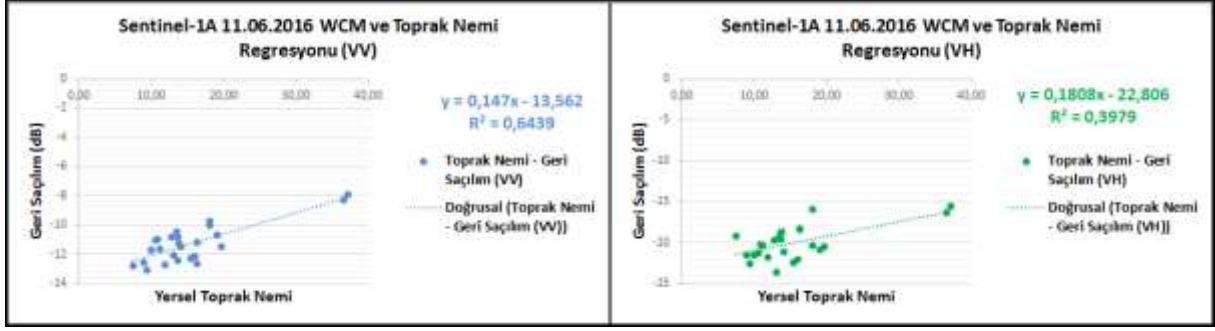 Sentinel-1A 11.06.2016 WCM ve Toprak Nemi
Regresyonu (VV)
0
0,00 10,00 20,00 30,00 40,00
-2
-4
-6
-8
-10
-12
-14
Geri Saçılım (dB)
Yersel Toprak Nemi
y = 0,147x - 13,562
R² = 0,6439
Toprak Nemi - Geri
Saçılım (VV)
Doğrusal (Toprak Nemi
- Geri Saçılım (VV))
Sentinel-1A 11.06.2016 WCM ve Toprak Nemi
Regresyonu (VH)
0
0,00 10,00 20,00 30,00 40,00
-5
-10
-15
-20
-25
Geri Saçılım (dB)
Yersel Toprak Nemi
y = 0,1808x - 22,806
R² = 0,3979
Toprak Nemi - Geri
Saçılım (VH)
Doğrusal (Toprak Nemi
- Geri Saçılım (VH))